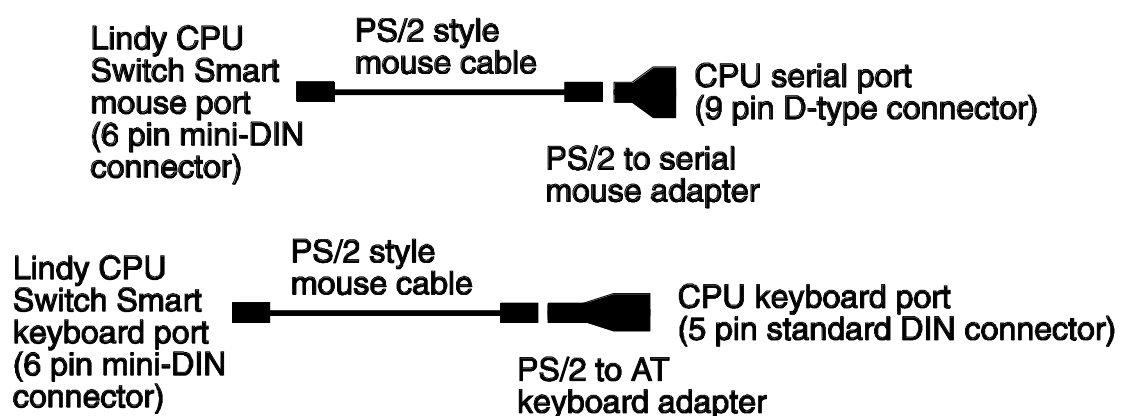 Lindy CPU
Switch Smart
mouse port
(6 pin mini-DIN
connector)
PS/2 style
mouse cable
CPU serial port
(9 pin D-type connector)
PS/2 to serial
mouse adapter
Lindy CPU
Switch Smart
keyboard port
(6 pin mini-DIN
connector)
PS/2 style
mouse cable
CPU keyboard port
(5 pin standard DIN connector)
PS/2 to AT
keyboard adapter